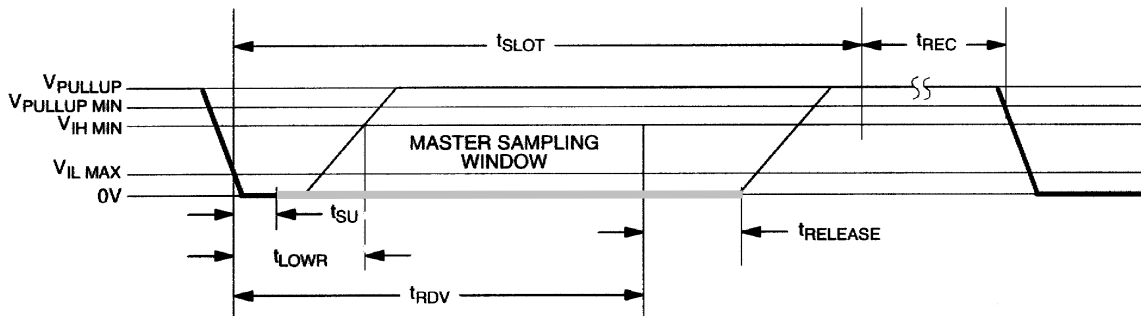 tSLOT
tREC
VPULLUP
VPULLUP MIN
VIH MIN
MASTER SAMPLING
WINDOW
VIL MAX
0V
tSU
tRELEASE
tLOWR
tRDV